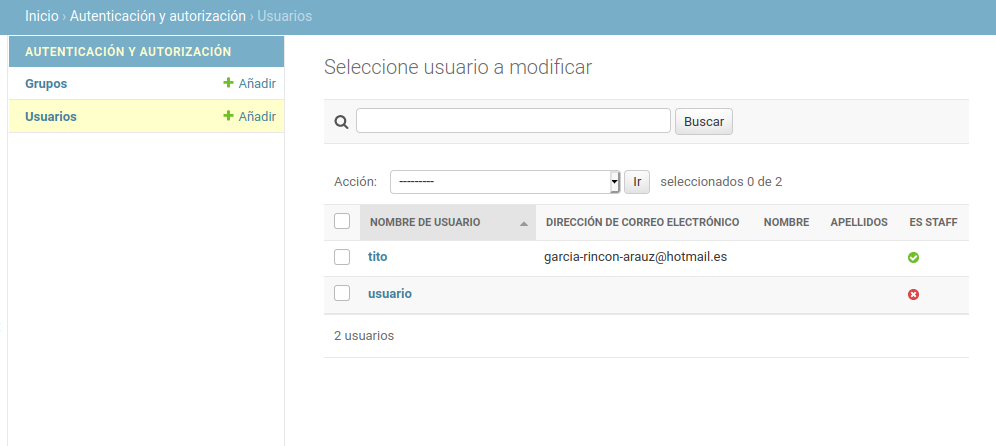 Inicio › Autenticación y autorización › Usuarios
AUTENTICACIÓN Y AUTORIZACIÓN
Grupos + Añadir
Usuarios + Añadir
Seleccione usuario a modificar
Buscar
Acción: --------- Ir seleccionados 0 de 2
NOMBRE DE USUARIO DIRECCIÓN DE CORREO ELECTRÓNICO NOMBRE APELLIDOS ES STAFF
tito garcia-rincon-arauz@hotmail.es
usuario
2 usuarios